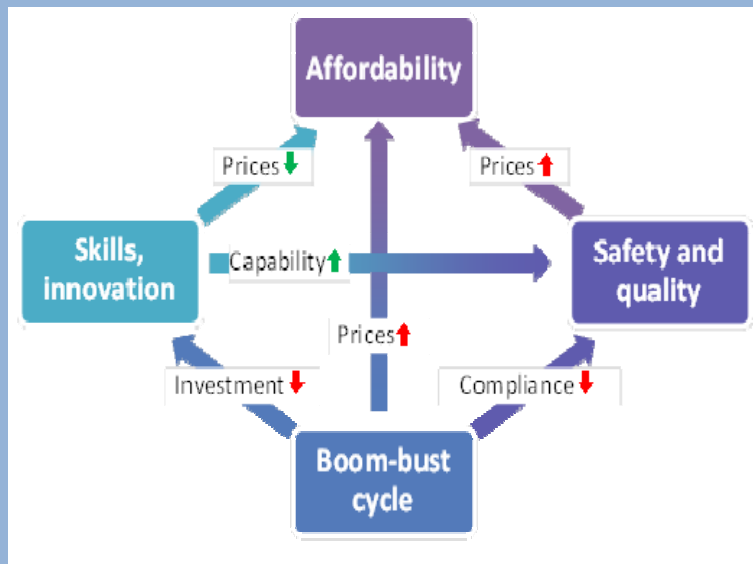 Affordability
Prices
Prices
Skills,
innovation
Capability
Safety and
quality
Prices
Investment
Compliance
Boom-bust
cycle